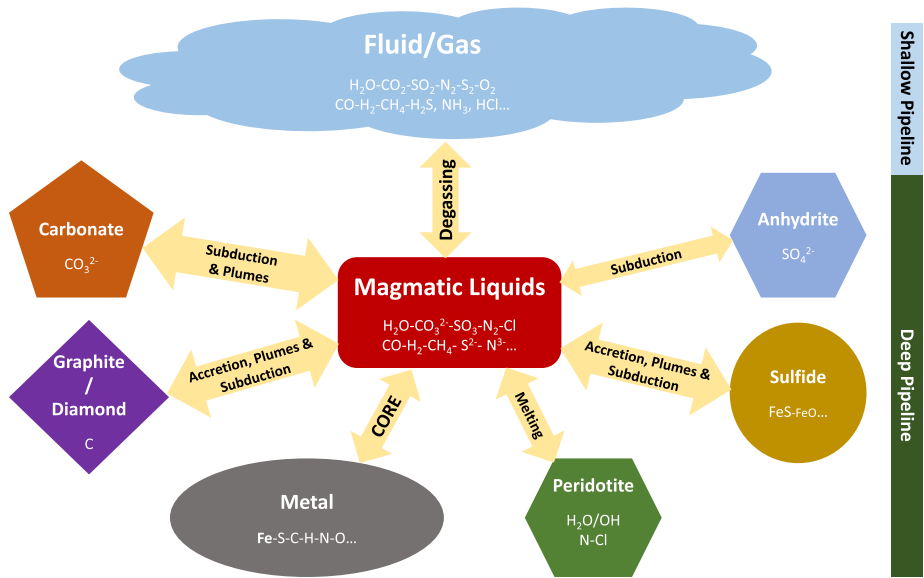 Fluid/Gas
H₂O-CO₂-SO₂-N₂-S₂-O₂
CO-H₂-CH₄-H₂S, NH₃, HCl...
Shallow Pipeline
Degassing
Carbonate
CO₃²⁻
Subduction
& Plumes
Anhydrite
SO₄²⁻
Subduction
Magmatic Liquids
H₂O-CO₃²⁻-SO₃-N₂-Cl
CO-H₂-CH₄- S²⁻- N³⁻...
Deep Pipeline
Graphite
/
Diamond
C
Accretion, Plumes &
Subduction
Accretion, Plumes &
Subduction
Sulfide
FeS-FeO...
CORE
Melting
Metal
Fe-S-C-H-N-O...
Peridotite
H₂O/OH
N-Cl